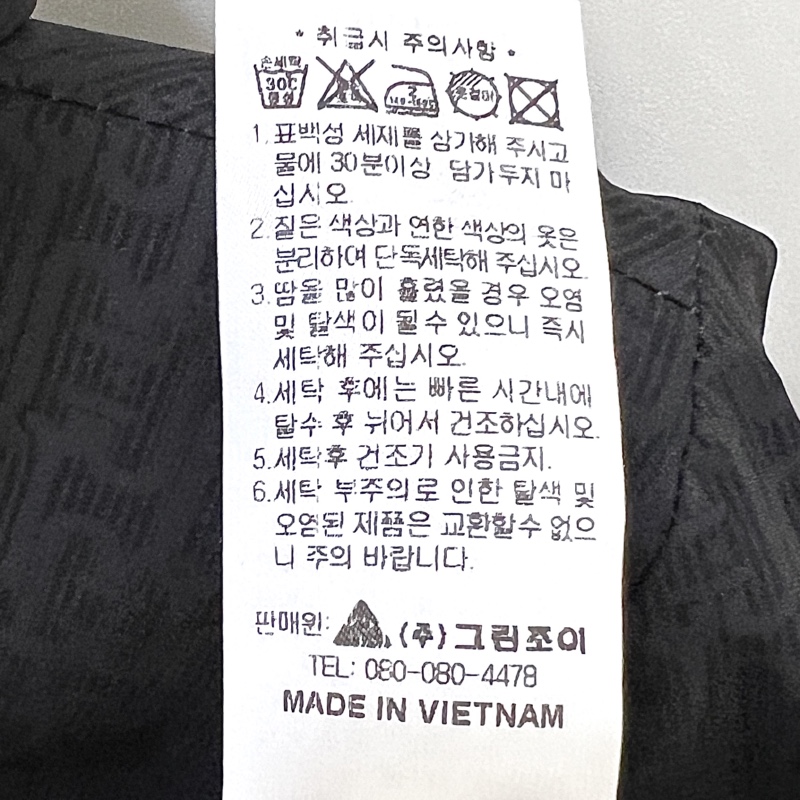 * 취급시 주의사항 *
손세탁
30C
중성
140-160℃
옷걸이
1. 표백성 세제를 삼가해 주시고
물에 30분이상 담가두지 마
십시오.
2. 짙은 색상과 연한 색상의 옷은
분리하여 단독세탁해 주십시오.
3. 땀을 많이 흘렸을 경우 오염
및 탈색이 될수 있으니 즉시
세탁해 주십시오.
4. 세탁 후에는 빠른 시간내에
탈수 후 뉘어서 건조하십시오.
5. 세탁후 건조기 사용금지.
6. 세탁 부주의로 인한 탈색 및
오염된 제품은 교환할수 없으
니 주의 바랍니다.
판매원: (주)그린조이
TEL: 080-080-4478
MADE IN VIETNAM